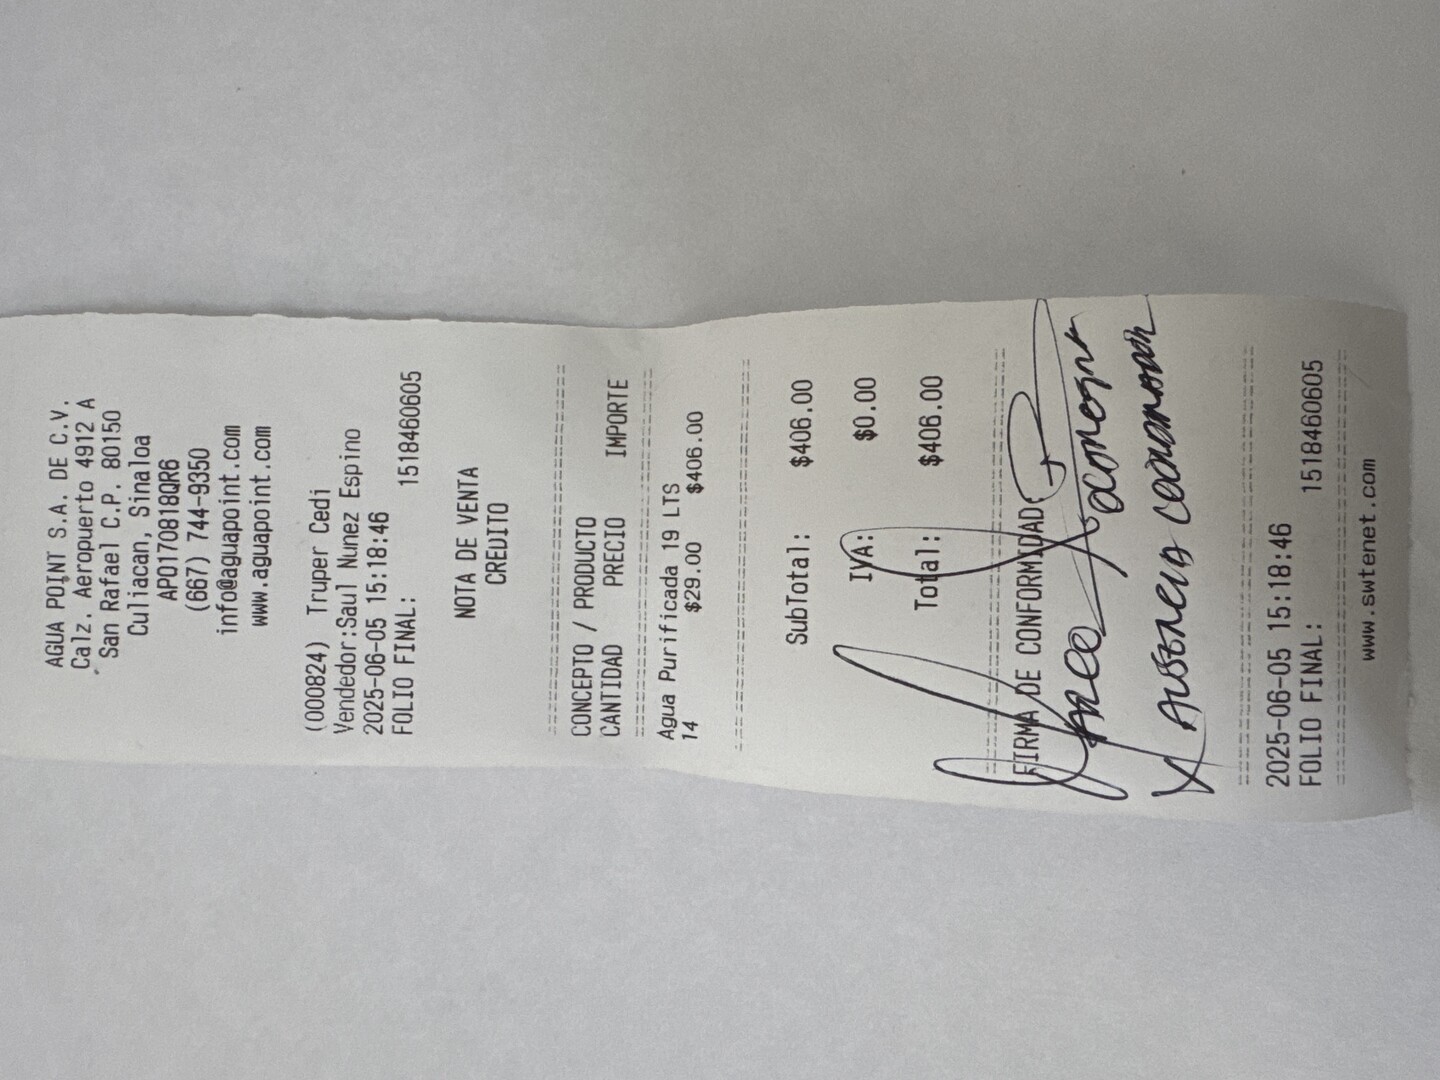 AGUA POINT S.A. DE C.V.
Calz. Aeropuerto 4912 A
San Rafael C.P. 80150
Culiacan, Sinaloa
APO170818QR6
(667) 744-9350
info@aguapoint.com
www.aguapoint.com
(000824) Truper Cedi
Vendedor:Saul Nunez Espino
2025-06-05 15:18:46
FOLIO FINAL: 1518460605
NOTA DE VENTA
CREDITO
CONCEPTO / PRODUCTO
CANTIDAD PRECIO IMPORTE
Agua Purificada 19 LTS
14 $29.00 $406.00
SubTotal: $406.00
IVA: $0.00
Total: $406.00
FIRMA DE CONFORMIDAD
2025-06-05 15:18:46
FOLIO FINAL: 1518460605
www.swtenet.com